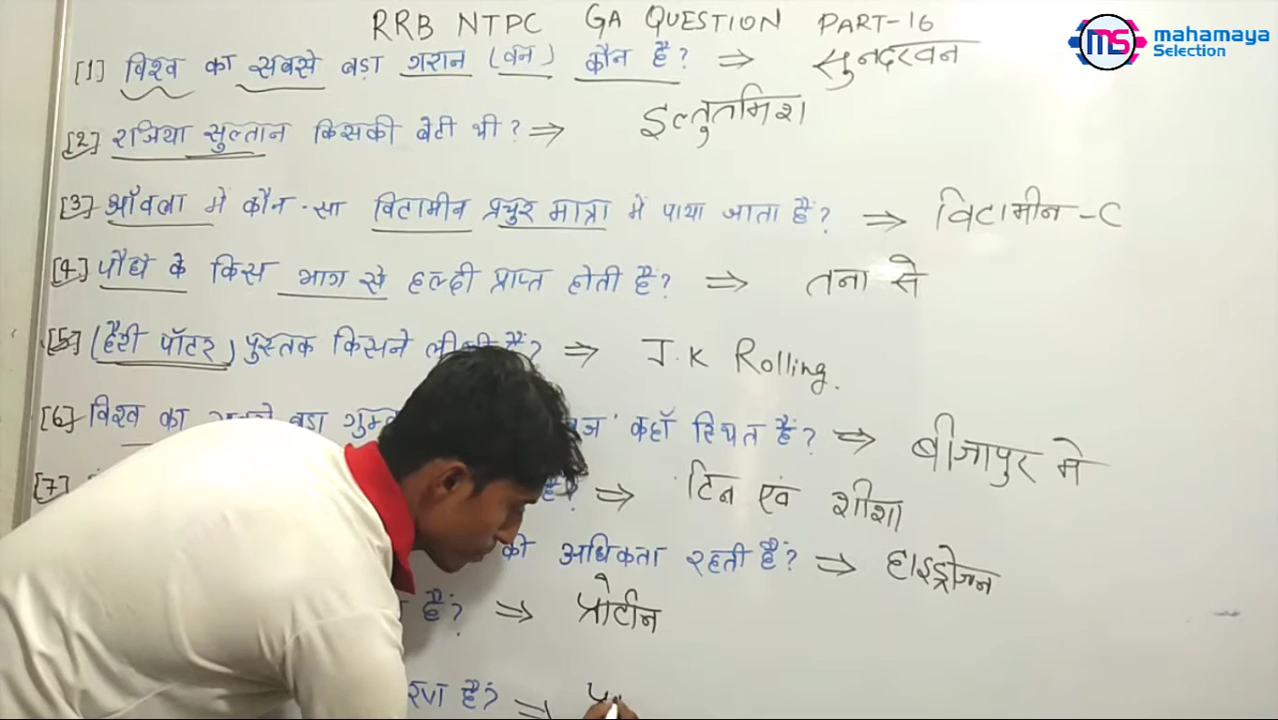 RRB NTPC GA QUESTION PART-16
mahamaya
Selection
[1] विश्व का सबसे बड़ा गरान (वन) कौन है? ⇒ सुन्दरवन
[2] रजिया सुल्तान किसकी बेटी थी? ⇒ इल्तुतमिश
[3] आँवला में कौन-सा विटामीन प्रचुर मात्रा में पाया जाता है? ⇒ विटामीन-C
[4] पौधे के किस भाग से हल्दी प्राप्त होती है? ⇒ तना से
[5] (हैरी पॉटर) पुस्तक किसने है? ⇒ J.K Rolling.
[6] विश्व का बड़ा कहाँ स्थित है? ⇒ बीजापुर मे
[7] है? ⇒ टिन एवं शीशा
की अधिकता रहती है? ⇒ हाइड्रोजन
है? ⇒ प्रोटीन
है? ⇒